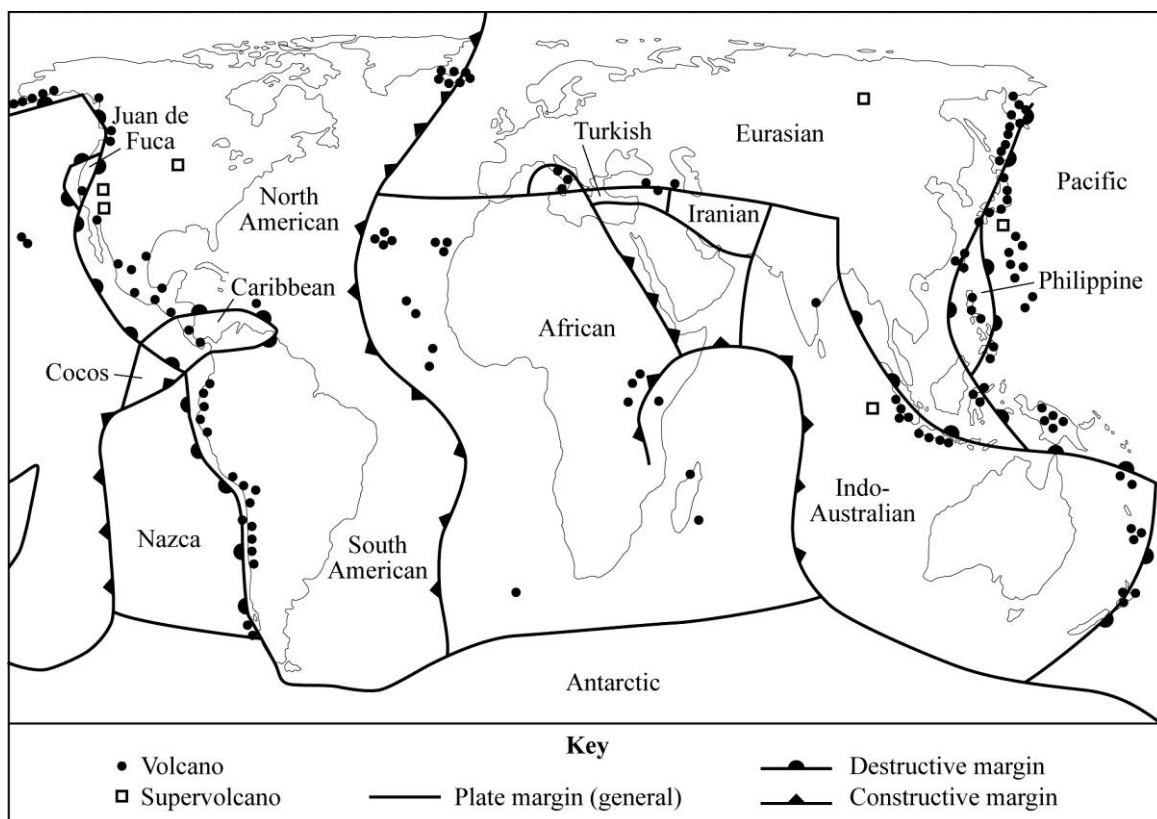 Juan de
Fuca
Turkish
Eurasian
North
American
Iranian
Pacific
Caribbean
Philippine
African
Cocos
Indo-
Australian
Nazca
South
American
Antarctic
Key
Volcano
Supervolcano
Plate margin (general)
Destructive margin
Constructive margin